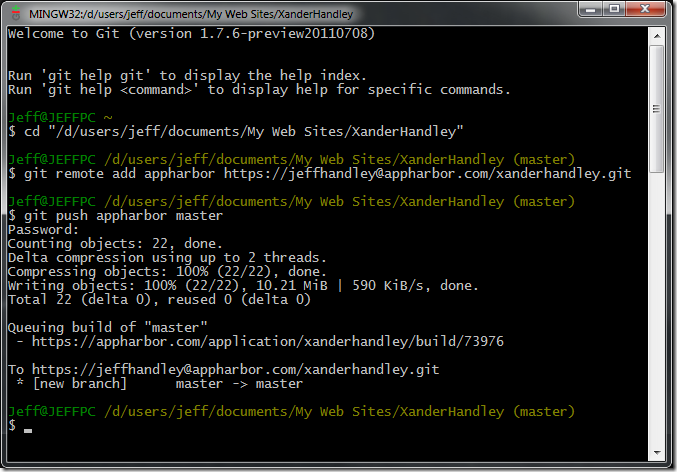 MINGW32:/d/users/jeff/documents/My Web Sites/XanderHandley
Welcome to Git (version 1.7.6-preview20110708)
Run 'git help git' to display the help index.
Run 'git help <command>' to display help for specific commands.
Jeff@JEFFPC ~
$ cd "/d/users/jeff/documents/My Web Sites/XanderHandley"
Jeff@JEFFPC /d/users/jeff/documents/My Web Sites/XanderHandley (master)
$ git remote add appharbor https://jeffhandley@appharbor.com/xanderhandley.git
Jeff@JEFFPC /d/users/jeff/documents/My Web Sites/XanderHandley (master)
$ git push appharbor master
Password:
Counting objects: 22, done.
Delta compression using up to 2 threads.
Compressing objects: 100% (22/22), done.
Writing objects: 100% (22/22), 10.21 MiB | 590 KiB/s, done.
Total 22 (delta 0), reused 0 (delta 0)
Queuing build of "master"
 - https://appharbor.com/application/xanderhandley/build/73976
To https://jeffhandley@appharbor.com/xanderhandley.git
 * [new branch]      master -> master
Jeff@JEFFPC /d/users/jeff/documents/My Web Sites/XanderHandley (master)
$ _